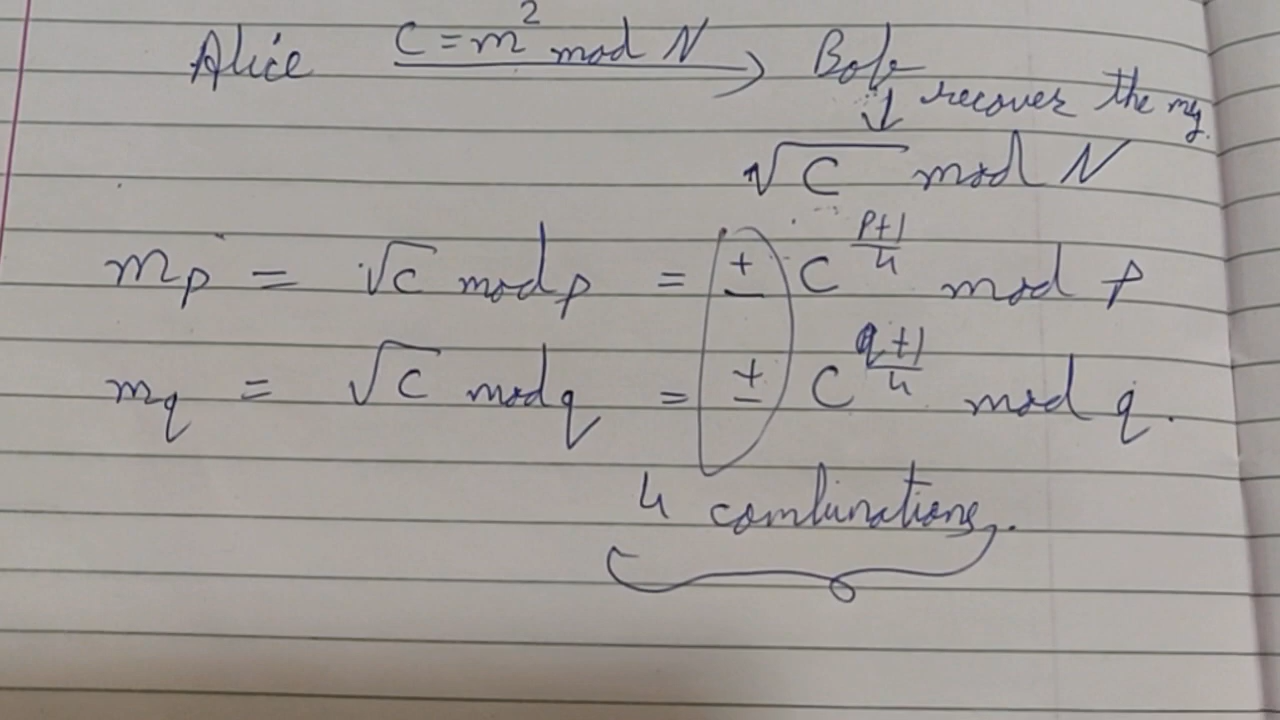 Alice C = m² mod N → Bob
↓ recover the msg.
√C mod N
mp = √c mod p = ± C^(p+1)/4 mod p
mq = √c mod q = ± C^(q+1)/4 mod q.
4 combinations.